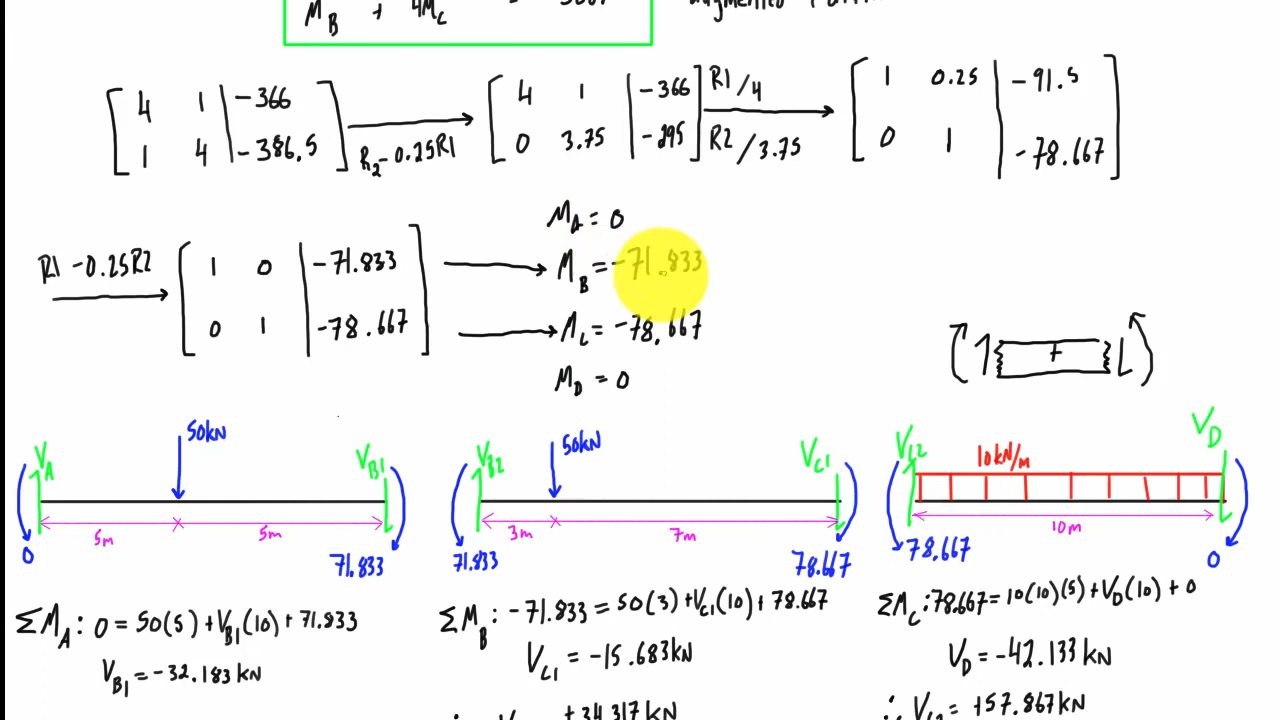 M_B + 4M_C
[4 1 | -366] [4 1 | -366] R1/4 [1 0.25 | -91.5]
[1 4 | -386.5] R2-0.25R1 [0 3.75 | -295] R2/3.75 [0 1 | -78.667]
M_A = 0
R1 -0.25R2 [1 0 | -71.833] M_B = -71.833
[0 1 | -78.667] M_C = -78.667
M_D = 0
+
50kN 50kN
V_A V_B1 V_B2 V_C1 V_C2 10kN/m V_D
5m 5m 3m 7m 10m
0 71.833 71.833 78.667 78.667 0
ΣM_A: 0 = 50(5) + V_B1(10) + 71.833
V_B1 = -32.183 kN
ΣM_B: -71.833 = 50(3) + V_C1(10) + 78.667
V_C1 = -15.683kN
+34.317kN
ΣM_C: 78.667 = 10(10)(5) + V_D(10) + 0
V_D = -42.133 kN
∴ V_C2 = +57.867kN